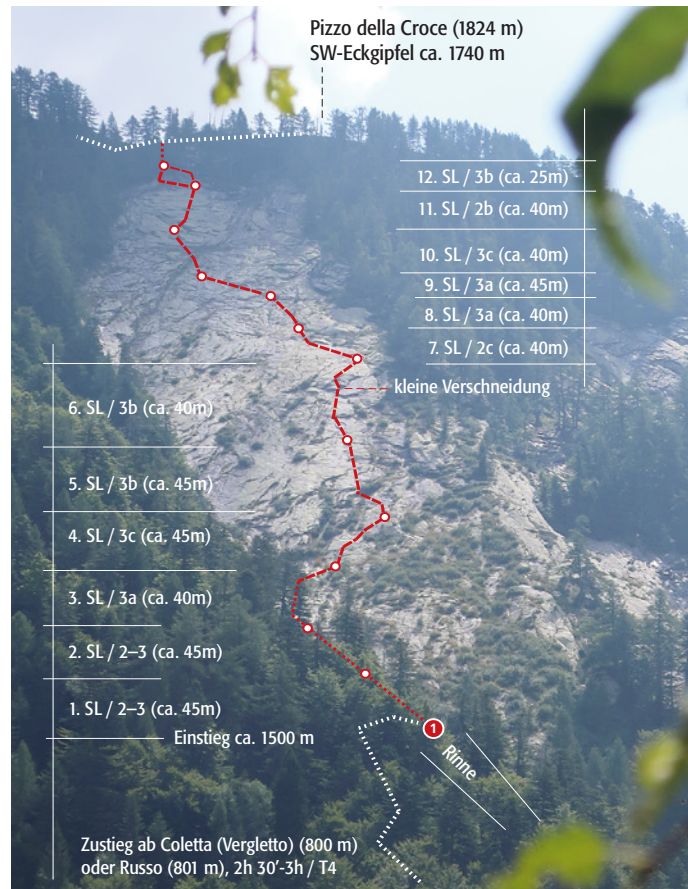 Pizzo della Croce (1824 m)
SW-Eckgipfel ca. 1740 m
12. SL / 3b (ca. 25m)
11. SL / 2b (ca. 40m)
10. SL / 3c (ca. 40m)
9. SL / 3a (ca. 45m)
8. SL / 3a (ca. 40m)
7. SL / 2c (ca. 40m)
kleine Verschneidung
6. SL / 3b (ca. 40m)
5. SL / 3b (ca. 45m)
4. SL / 3c (ca. 45m)
3. SL / 3a (ca. 40m)
2. SL / 2–3 (ca. 45m)
1. SL / 2–3 (ca. 45m)
Einstieg ca. 1500 m
1
Rinne
Zustieg ab Coletta (Vergletto) (800 m)
oder Russo (801 m), 2h 30'-3h / T4